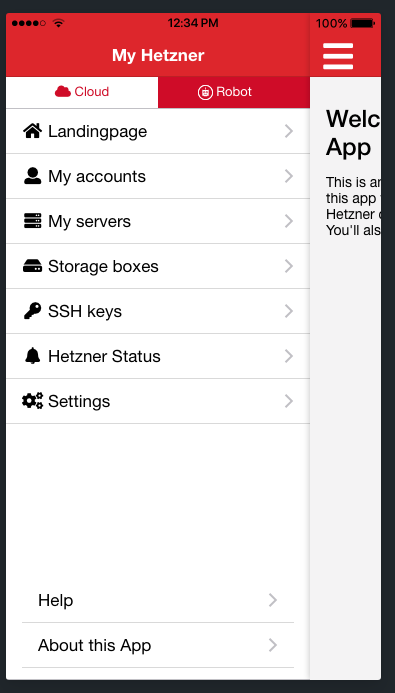 12:34 PM
100%
My Hetzner
Cloud
Robot
Landingpage
My accounts
My servers
Storage boxes
SSH keys
Hetzner Status
Settings
Help
About this App
Welc
App
This is ar
this app
Hetzner
You'll als